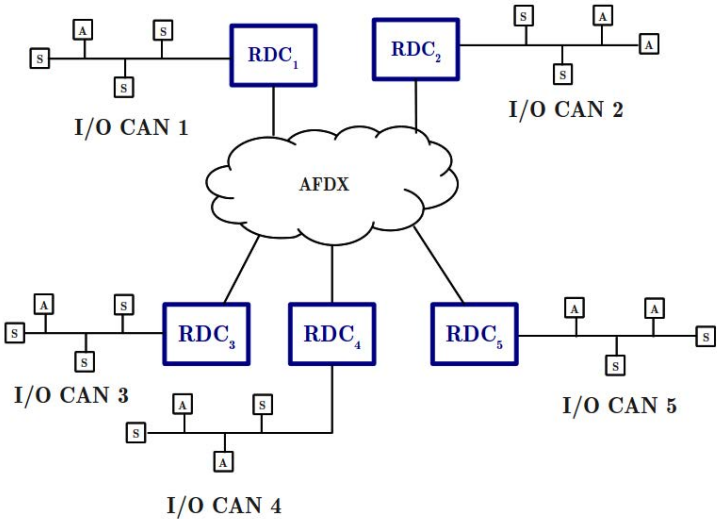 S
A
S
S
RDC1
I/O CAN 1
RDC2
S
A
A
S
I/O CAN 2
AFDX
S
A
S
S
RDC3
I/O CAN 3
RDC4
S
A
S
A
I/O CAN 4
RDC5
A
A
S
S
I/O CAN 5